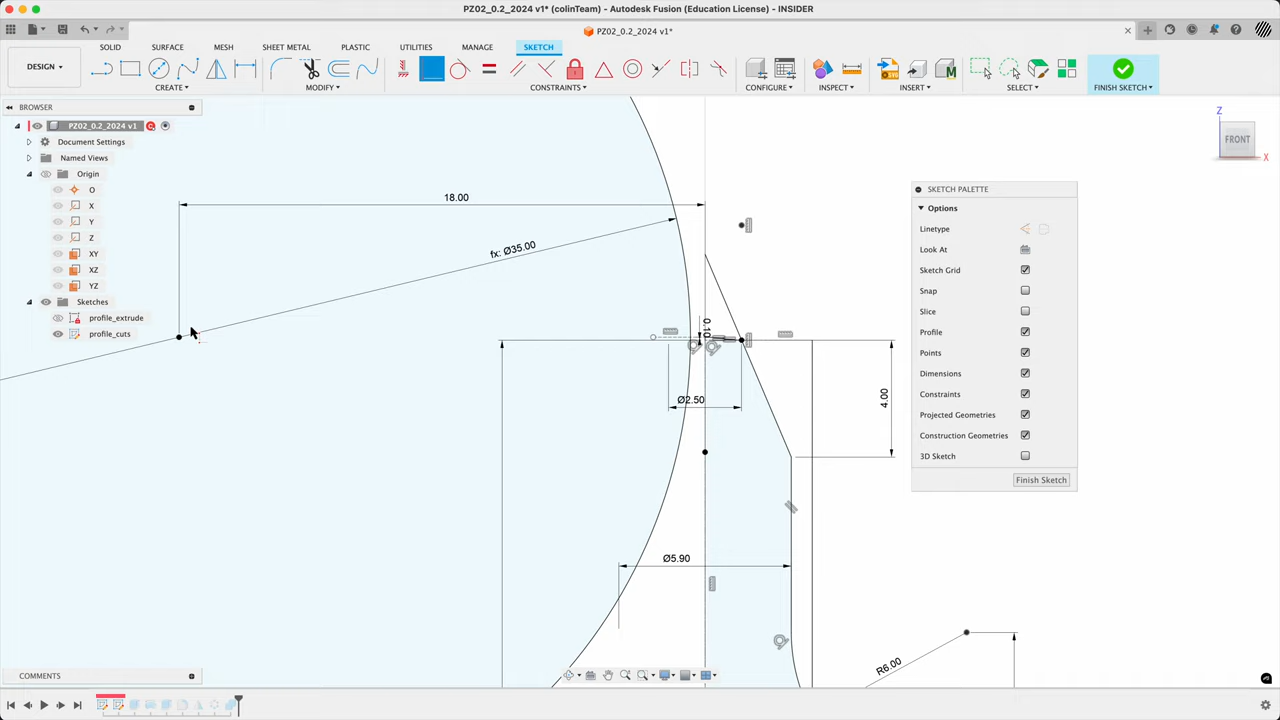 PZ02_0.2_2024 v1* (colinTeam) - Autodesk Fusion (Education License) - INSIDER
PZ02_0.2_2024 v1*
SOLID SURFACE MESH SHEET METAL PLASTIC UTILITIES MANAGE SKETCH
DESIGN
CREATE MODIFY CONSTRAINTS CONFIGURE INSPECT INSERT SELECT FINISH SKETCH
BROWSER
PZ02_0.2_2024 v1
Document Settings
Named Views
Origin
O
X
Y
Z
XY
XZ
YZ
Sketches
profile_extrude
profile_cuts
18.00
fx: Ø35.00
0.10
Ø2.50
4.00
Ø5.90
R6.00
Z
FRONT
X
SKETCH PALETTE
Options
Linetype
Look At
Sketch Grid
Snap
Slice
Profile
Points
Dimensions
Constraints
Projected Geometries
Construction Geometries
3D Sketch
Finish Sketch
COMMENTS